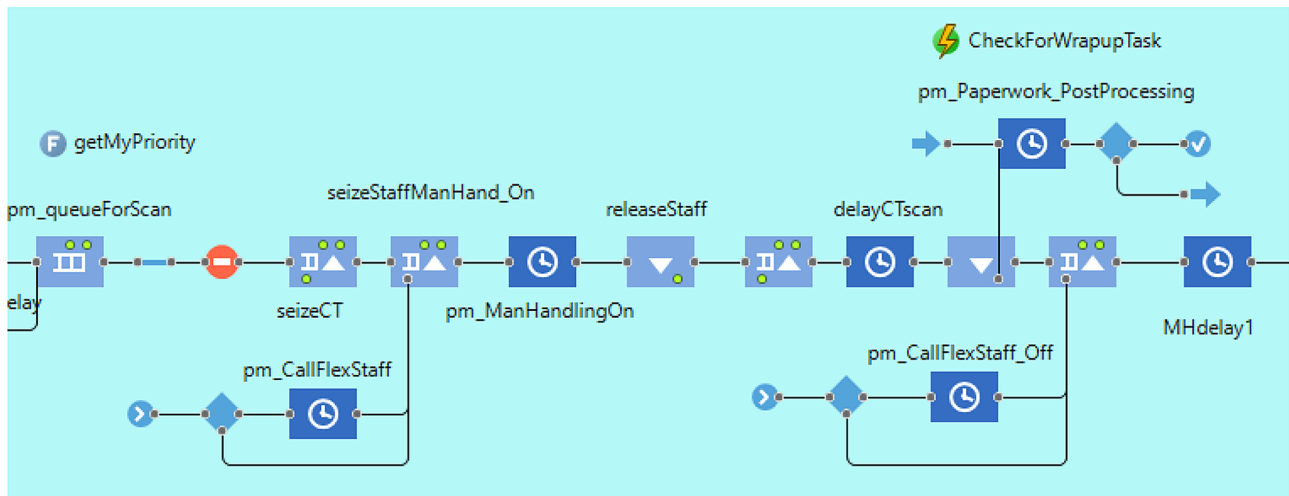 CheckForWrapupTask
pm_Paperwork_PostProcessing
F getMyPriority
seizeStaffManHand_On
pm_queueForScan
releaseStaff
delayCTscan
elay
seizeCT
pm_ManHandlingOn
MHdelay1
pm_CallFlexStaff
pm_CallFlexStaff_Off